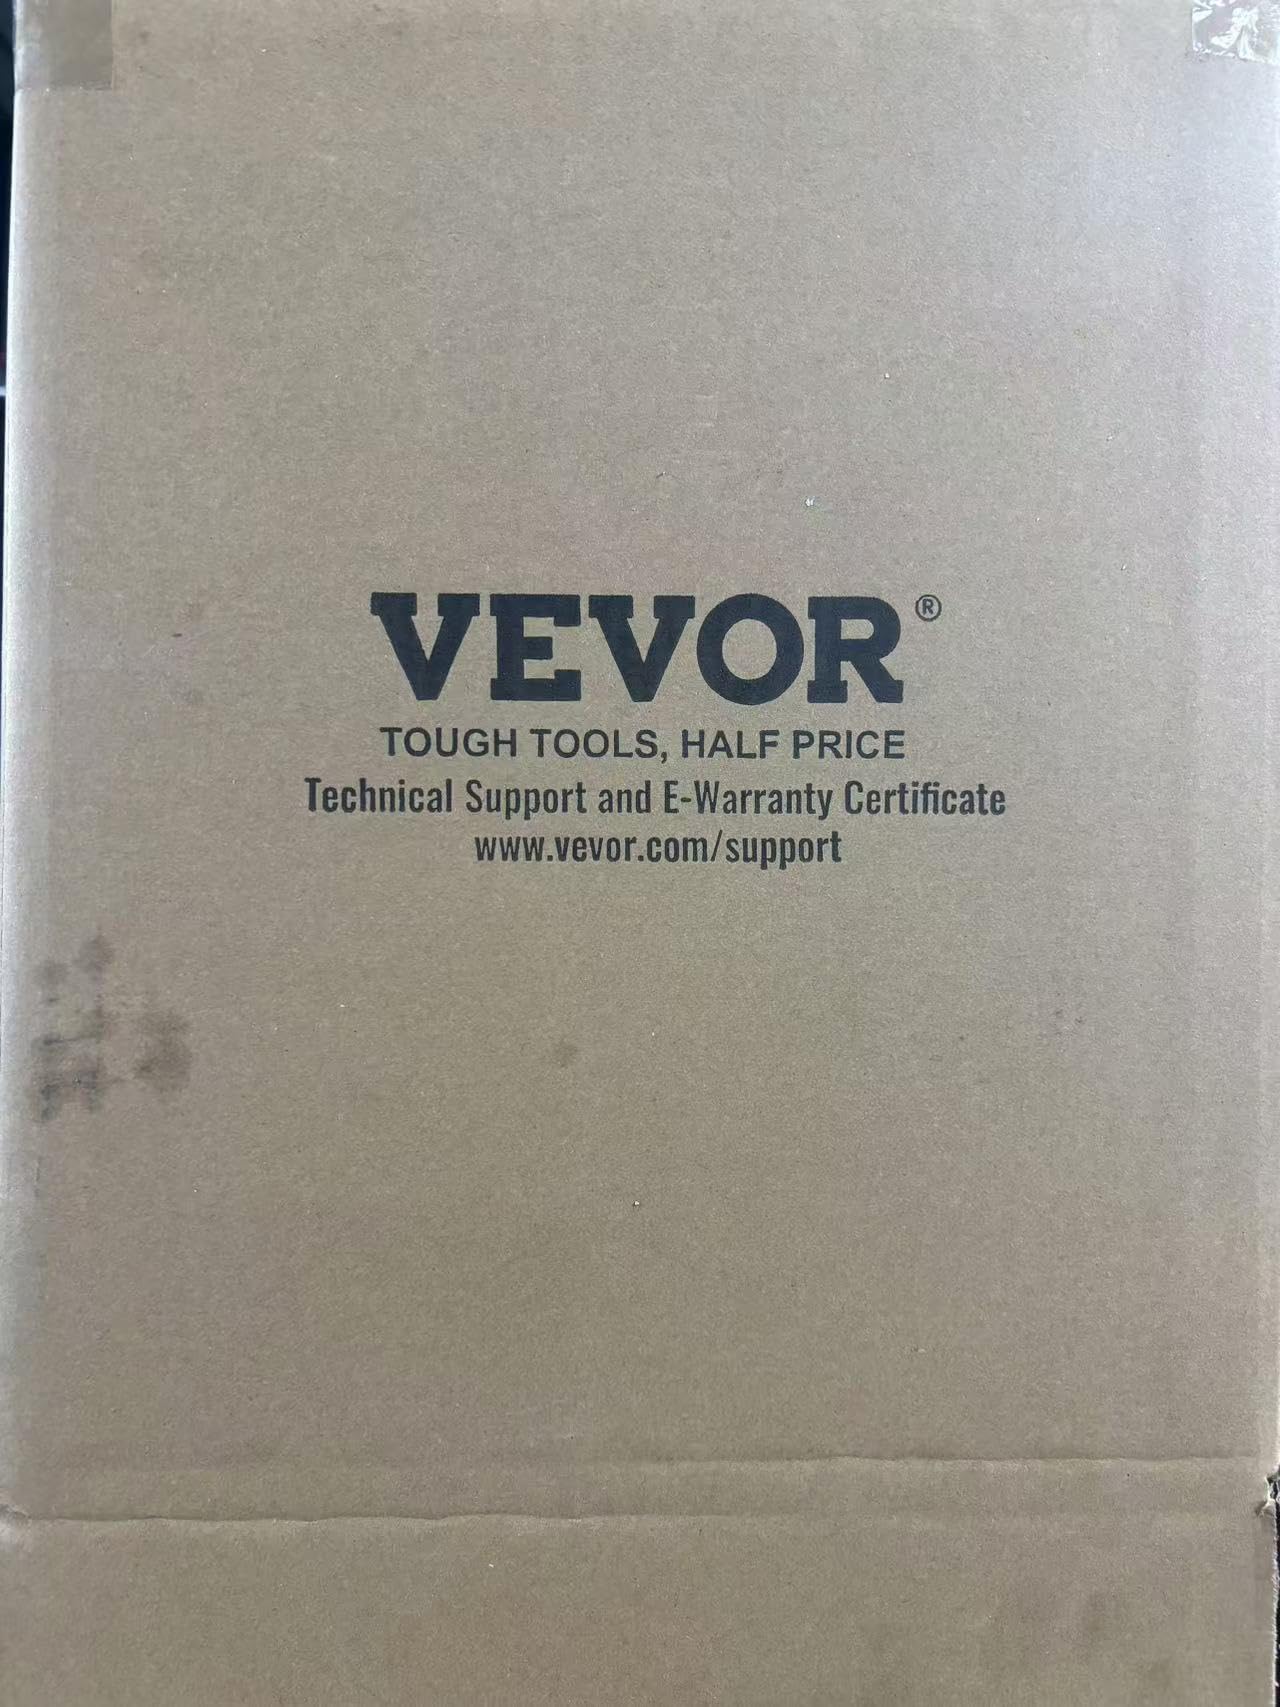 VEVOR®
TOUGH TOOLS, HALF PRICE
Technical Support and E-Warranty Certificate
www.vevor.com/support